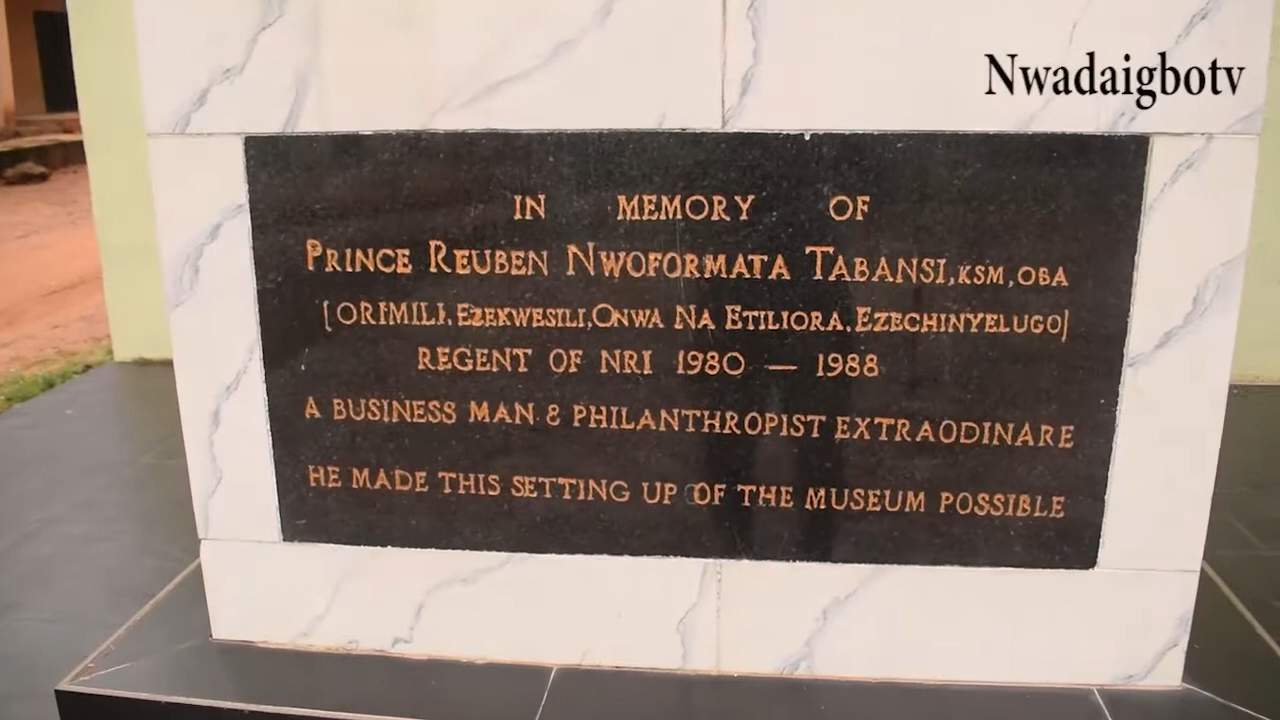 Nwadaigbotv
IN MEMORY OF
PRINCE REUBEN NWOFORMATA TABANSI, KSM, OBA
[ORIMILI, EZEKWESILI, ONWA NA ETILIORA, EZECHINYELUGO]
REGENT OF NRI 1980 — 1988
A BUSINESS MAN & PHILANTHROPIST EXTRAODINARE
HE MADE THIS SETTING UP OF THE MUSEUM POSSIBLE